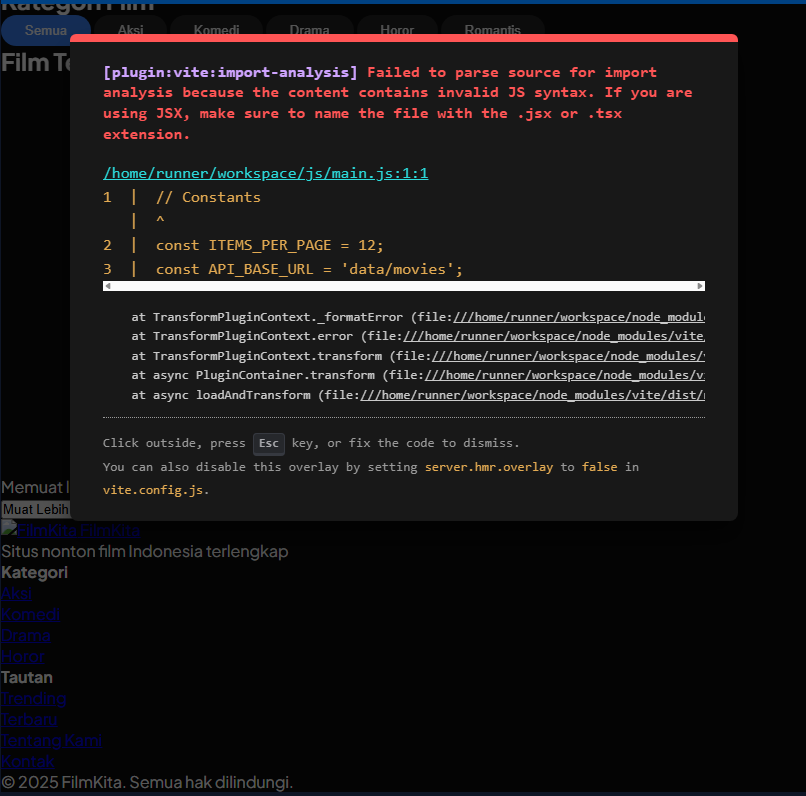 Kategori Film
Semua Aksi Komedi Drama Horor Romantis
Film Te
[plugin:vite:import-analysis] Failed to parse source for import
analysis because the content contains invalid JS syntax. If you are
using JSX, make sure to name the file with the .jsx or .tsx
extension.
/home/runner/workspace/js/main.js:1:1
1 | // Constants
| ^
2 | const ITEMS_PER_PAGE = 12;
3 | const API_BASE_URL = 'data/movies';
at TransformPluginContext._formatError (file:///home/runner/workspace/node_modul
at TransformPluginContext.error (file:///home/runner/workspace/node_modules/vite
at TransformPluginContext.transform (file:///home/runner/workspace/node_modules/
at async PluginContainer.transform (file:///home/runner/workspace/node_modules/vi
at async loadAndTransform (file:///home/runner/workspace/node_modules/vite/dist/
Click outside, press Esc key, or fix the code to dismiss.
You can also disable this overlay by setting server.hmr.overlay to false in
vite.config.js.
Memuat l
Muat Lebih
FilmKita FilmKita
Situs nonton film Indonesia terlengkap
Kategori
Aksi
Komedi
Drama
Horor
Tautan
Trending
Terbaru
Tentang Kami
Kontak
© 2025 FilmKita. Semua hak dilindungi.